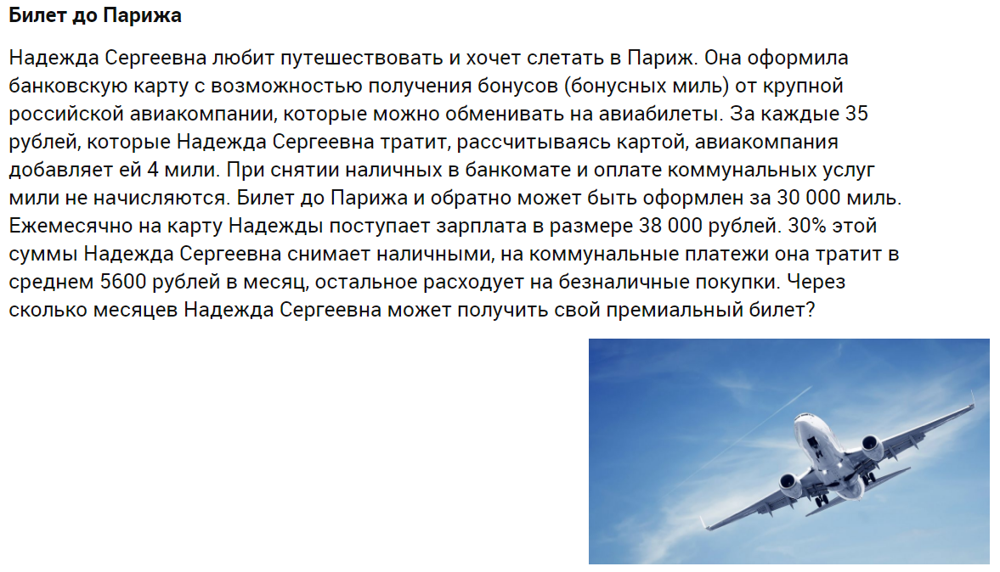 Билет до Парижа
Надежда Сергеевна любит путешествовать и хочет слетать в Париж. Она оформила
банковскую карту с возможностью получения бонусов (бонусных миль) от крупной
российской авиакомпании, которые можно обменивать на авиабилеты. За каждые 35
рублей, которые Надежда Сергеевна тратит, рассчитываясь картой, авиакомпания
добавляет ей 4 мили. При снятии наличных в банкомате и оплате коммунальных услуг
мили не начисляются. Билет до Парижа и обратно может быть оформлен за 30 000 миль.
Ежемесячно на карту Надежды поступает зарплата в размере 38 000 рублей. 30% этой
суммы Надежда Сергеевна снимает наличными, на коммунальные платежи она тратит в
среднем 5600 рублей в месяц, остальное расходует на безналичные покупки. Через
сколько месяцев Надежда Сергеевна может получить свой премиальный билет?